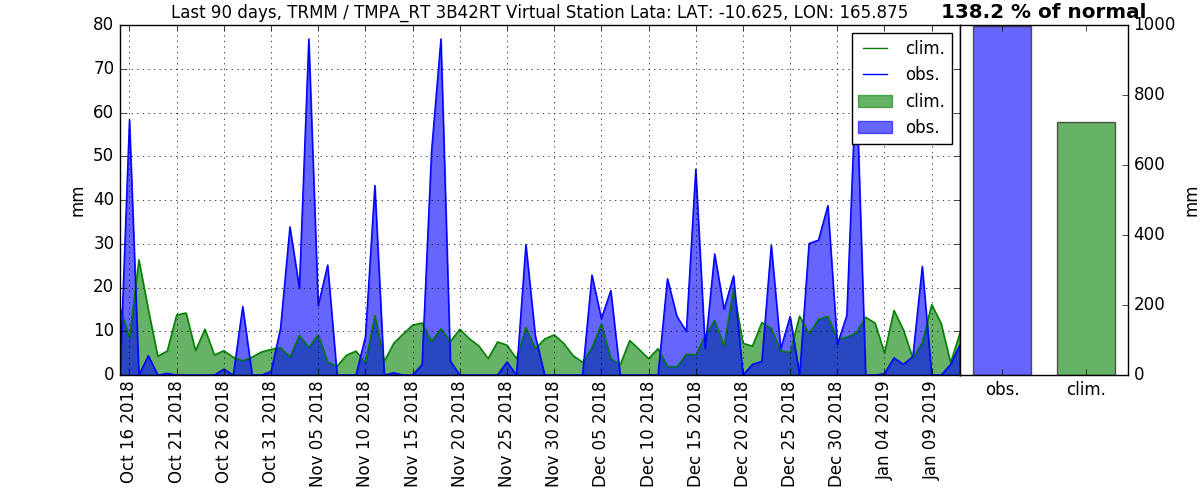 Last 90 days, TRMM / TMPA_RT 3B42RT Virtual Station Lata: LAT: -10.625, LON: 165.875
138.2 % of normal
80
70
60
50
40
30
20
10
0
mm
clim.
obs.
clim.
obs.
Oct 16 2018
Oct 21 2018
Oct 26 2018
Oct 31 2018
Nov 05 2018
Nov 10 2018
Nov 15 2018
Nov 20 2018
Nov 25 2018
Nov 30 2018
Dec 05 2018
Dec 10 2018
Dec 15 2018
Dec 20 2018
Dec 25 2018
Dec 30 2018
Jan 04 2019
Jan 09 2019
1000
800
600
400
200
0
mm
obs.
clim.